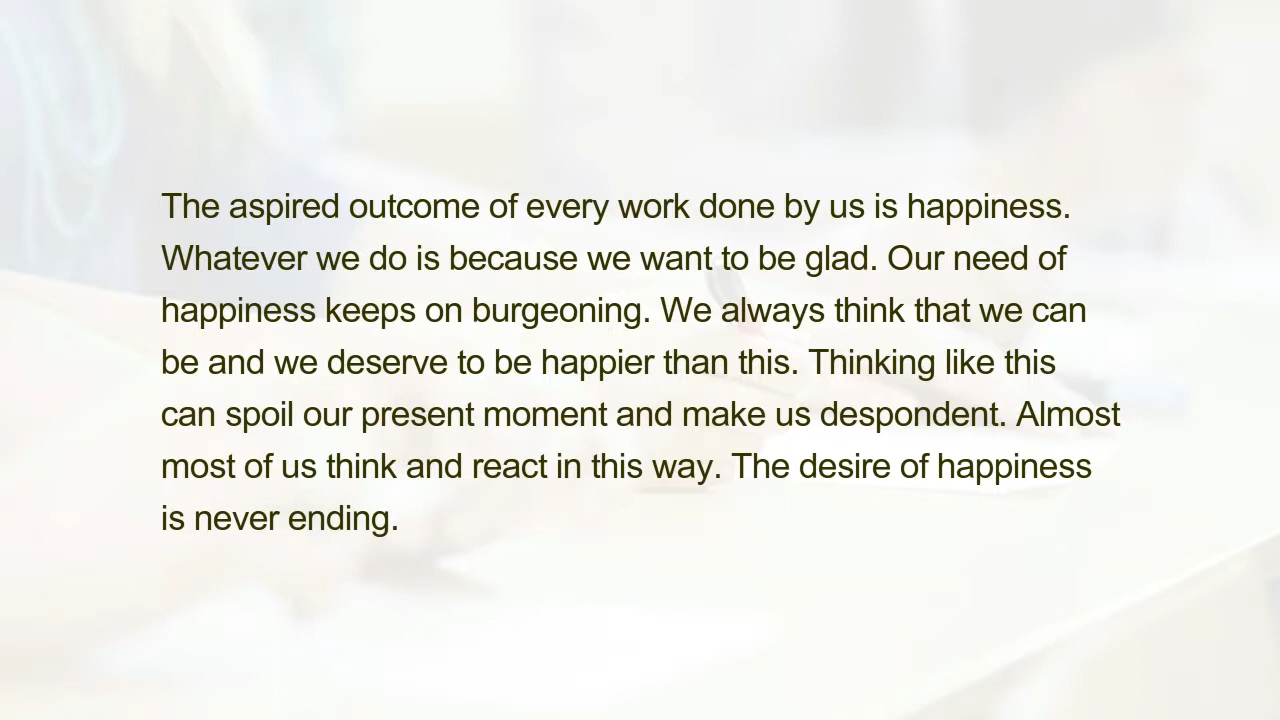 The aspired outcome of every work done by us is happiness.
Whatever we do is because we want to be glad. Our need of
happiness keeps on burgeoning. We always think that we can
be and we deserve to be happier than this. Thinking like this
can spoil our present moment and make us despondent. Almost
most of us think and react in this way. The desire of happiness
is never ending.